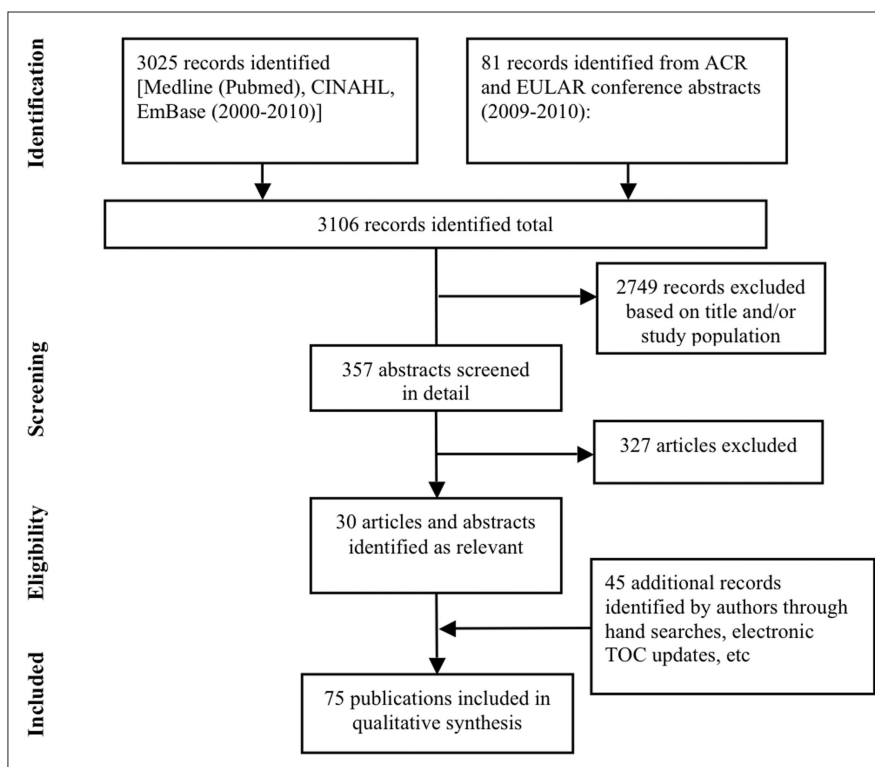 Identification
3025 records identified
[Medline (Pubmed), CINAHL,
EmBase (2000-2010)]
81 records identified from ACR
and EULAR conference abstracts
(2009-2010):
3106 records identified total
2749 records excluded
based on title and/or
study population
Screening
357 abstracts screened
in detail
327 articles excluded
Eligibility
30 articles and abstracts
identified as relevant
45 additional records
identified by authors through
hand searches, electronic
TOC updates, etc
Included
75 publications included in
qualitative synthesis